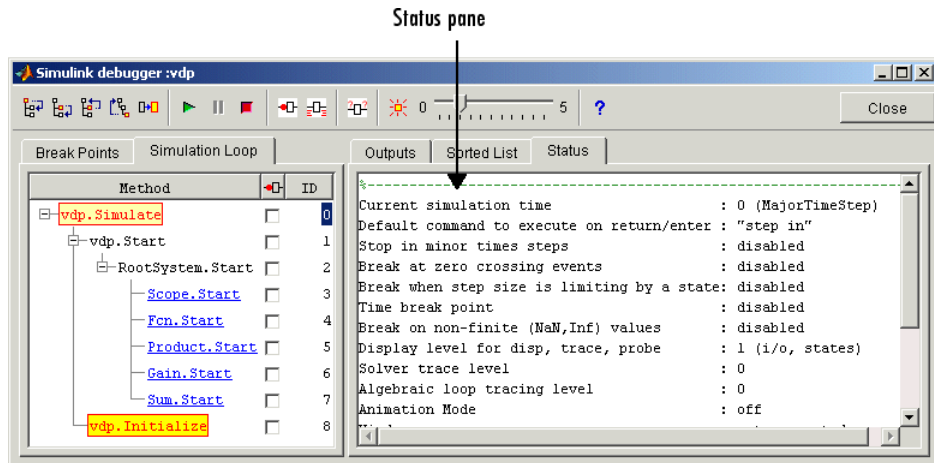 Status pane
Simulink debugger :vdp
0 5 ? Close
Break Points Simulation Loop Outputs Sorted List Status
Method ID
vdp.Simulate 0
vdp.Start 1
RootSystem.Start 2
Scope.Start 3
Fcn.Start 4
Product.Start 5
Gain.Start 6
Sum.Start 7
vdp.Initialize 8
%----------------------------------------------------------------
Current simulation time : 0 (MajorTimeStep)
Default command to execute on return/enter : "step in"
Stop in minor times steps : disabled
Break at zero crossing events : disabled
Break when step size is limiting by a state: disabled
Time break point : disabled
Break on non-finite (NaN,Inf) values : disabled
Display level for disp, trace, probe : 1 (i/o, states)
Solver trace level : 0
Algebraic loop tracing level : 0
Animation Mode : off